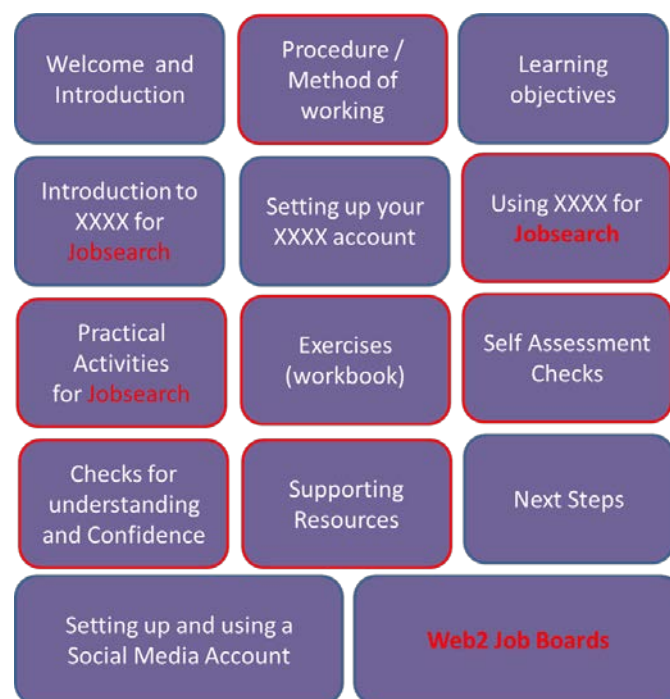 Welcome and
Introduction
Procedure /
Method of
working
Learning
objectives
Introduction to
XXXX for
Jobsearch
Setting up your
XXXX account
Using XXXX for
Jobsearch
Practical
Activities
for Jobsearch
Exercises
(workbook)
Self Assessment
Checks
Checks for
understanding
and Confidence
Supporting
Resources
Next Steps
Setting up and using a
Social Media Account
Web2 Job Boards